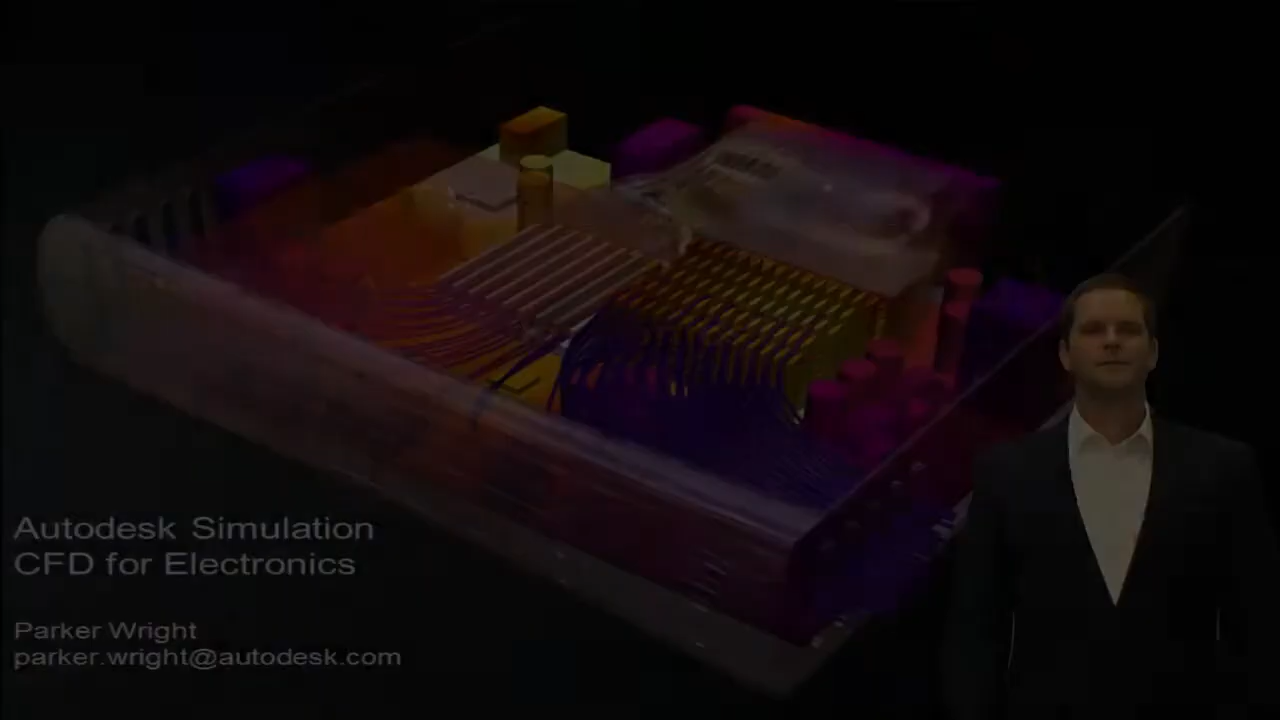 Autodesk Simulation
CFD for Electronics
Parker Wright
parker.wright@autodesk.com